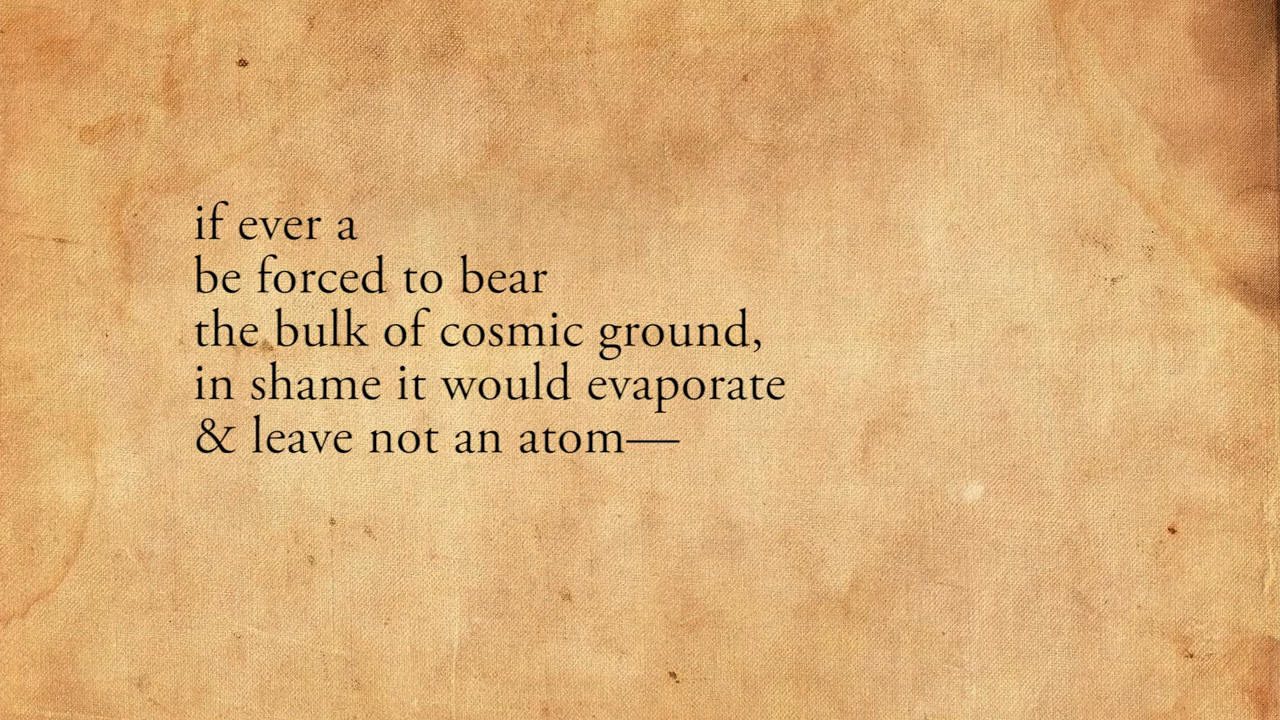 if ever a
be forced to bear
the bulk of cosmic ground,
in shame it would evaporate
& leave not an atom—